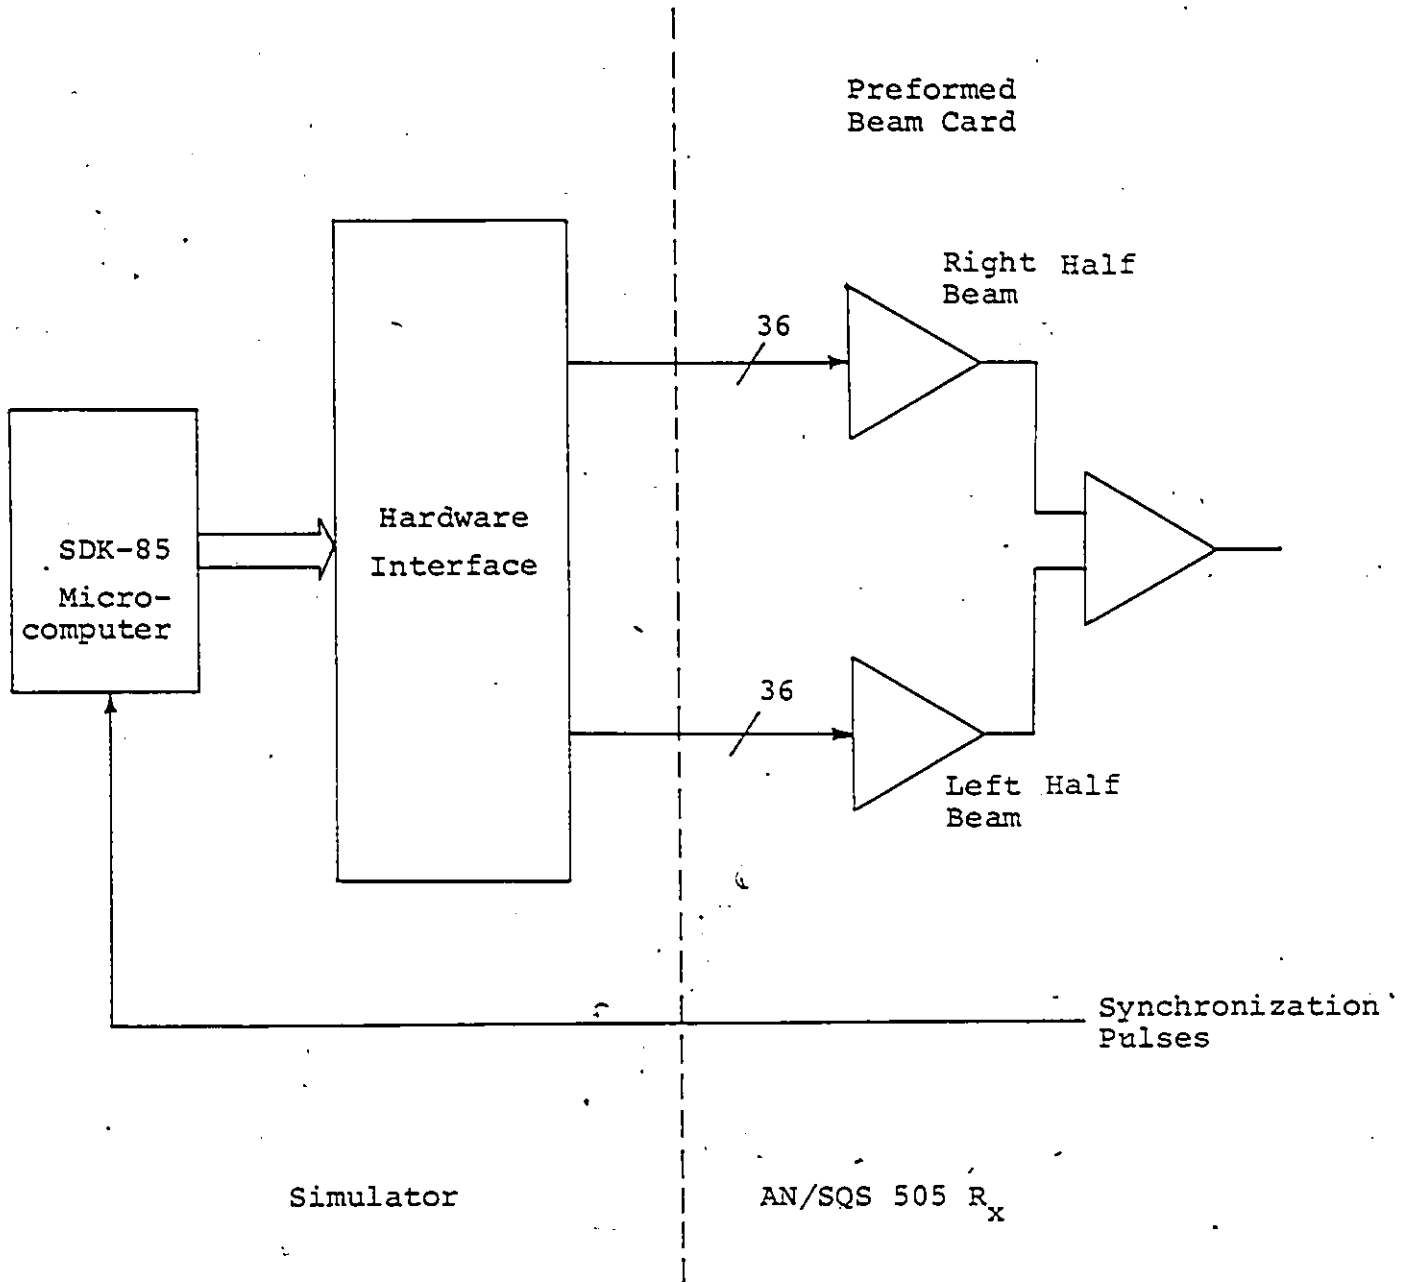 Preformed
Beam Card
Right Half
Beam
36
Hardware
Interface
SDK-85
Micro-
computer
36
Left Half
Beam
Synchronization
Pulses
Simulator
AN/SQS 505 Rx